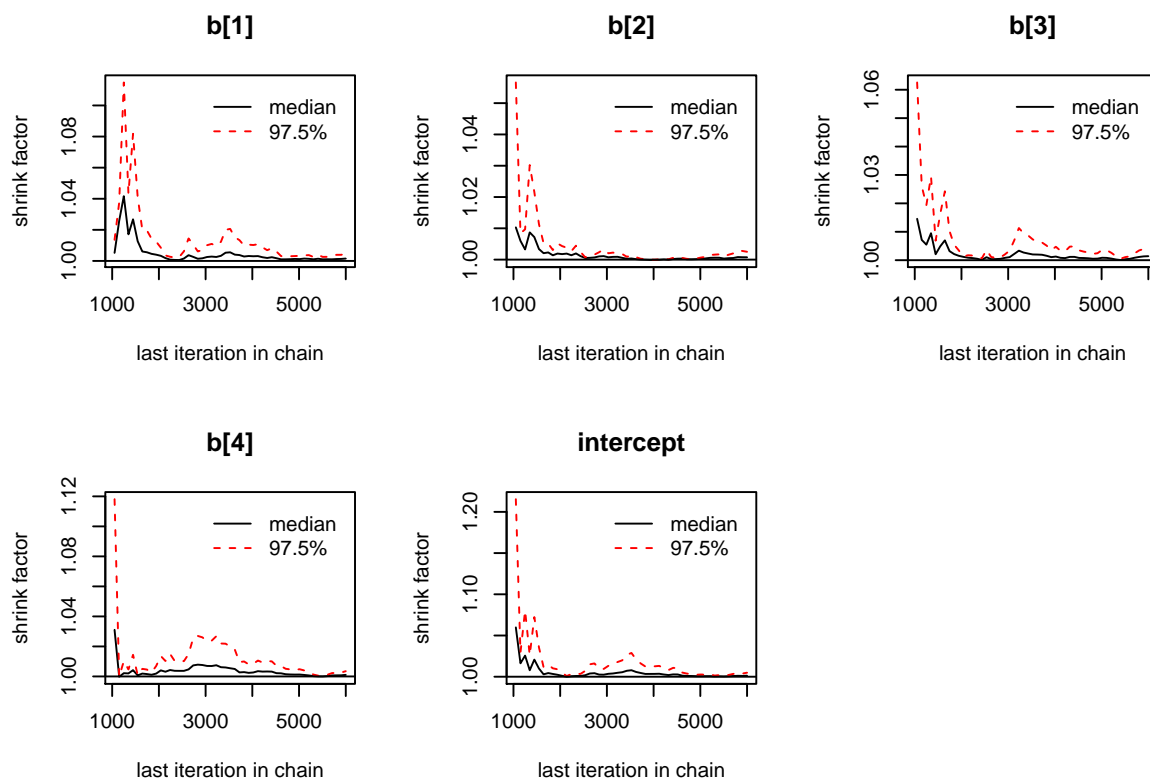 b[1]
shrink factor
1.00 1.04 1.08
median
97.5%
1000 3000 5000
last iteration in chain
b[2]
shrink factor
1.00 1.02 1.04
median
97.5%
1000 3000 5000
last iteration in chain
b[3]
shrink factor
1.00 1.03 1.06
median
97.5%
1000 3000 5000
last iteration in chain
b[4]
shrink factor
1.00 1.04 1.08 1.12
median
97.5%
1000 3000 5000
last iteration in chain
intercept
shrink factor
1.00 1.10 1.20
median
97.5%
1000 3000 5000
last iteration in chain